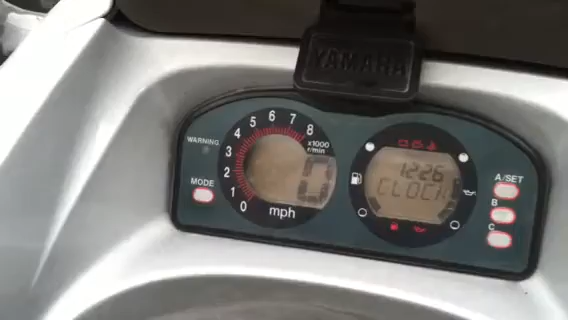 YAMAHA
WARNING
MODE
0
1
2
3
4
5
6
7
8
x1000
r/min
0
mph
12:26
CLOCK
A/SET
B
C